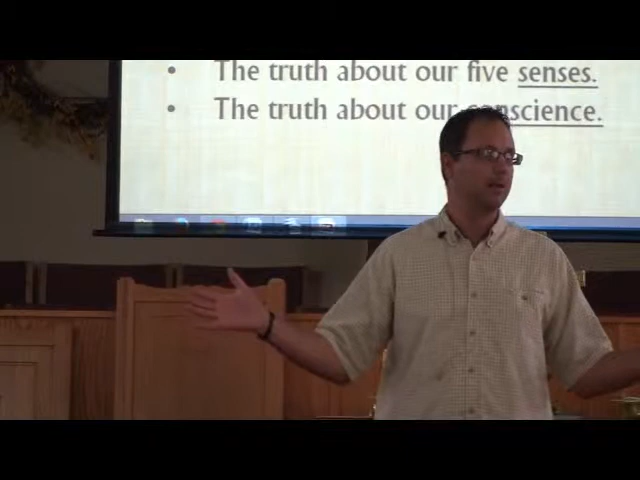 • The truth about our five senses.
• The truth about our conscience.